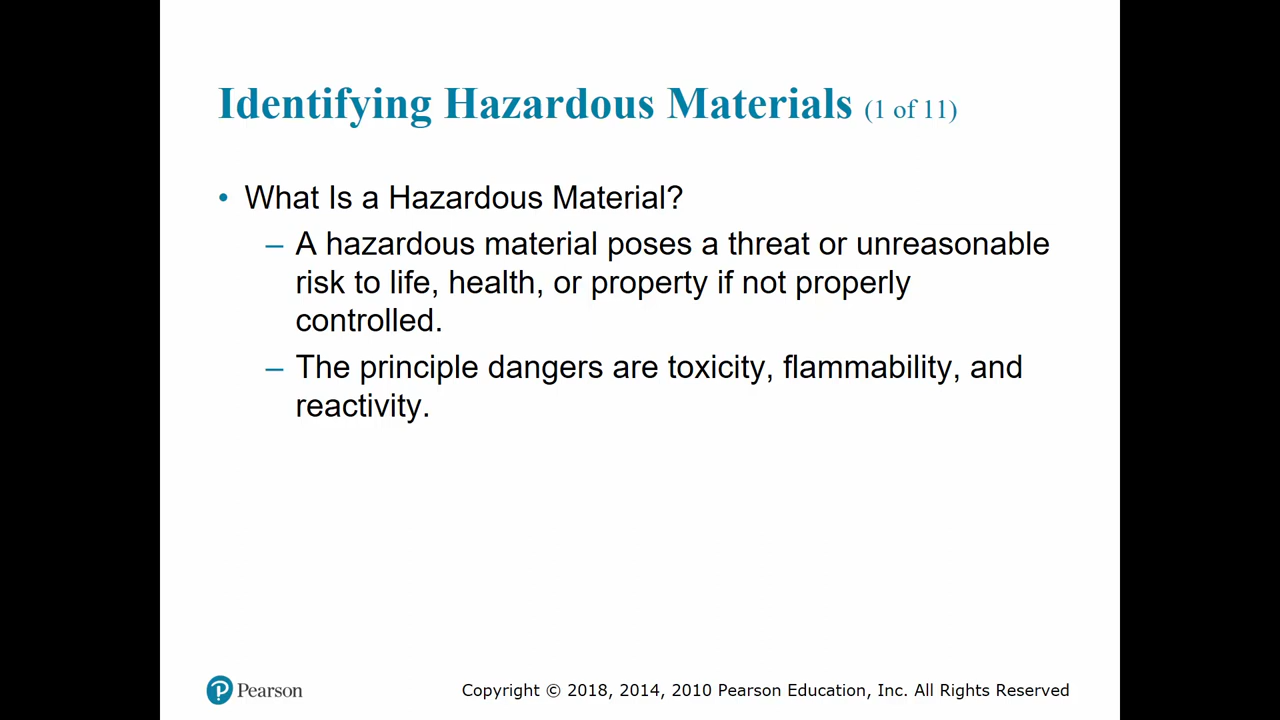 Identifying Hazardous Materials (1 of 11)
• What Is a Hazardous Material?
– A hazardous material poses a threat or unreasonable
risk to life, health, or property if not properly
controlled.
– The principle dangers are toxicity, flammability, and
reactivity.
Pearson
Copyright © 2018, 2014, 2010 Pearson Education, Inc. All Rights Reserved